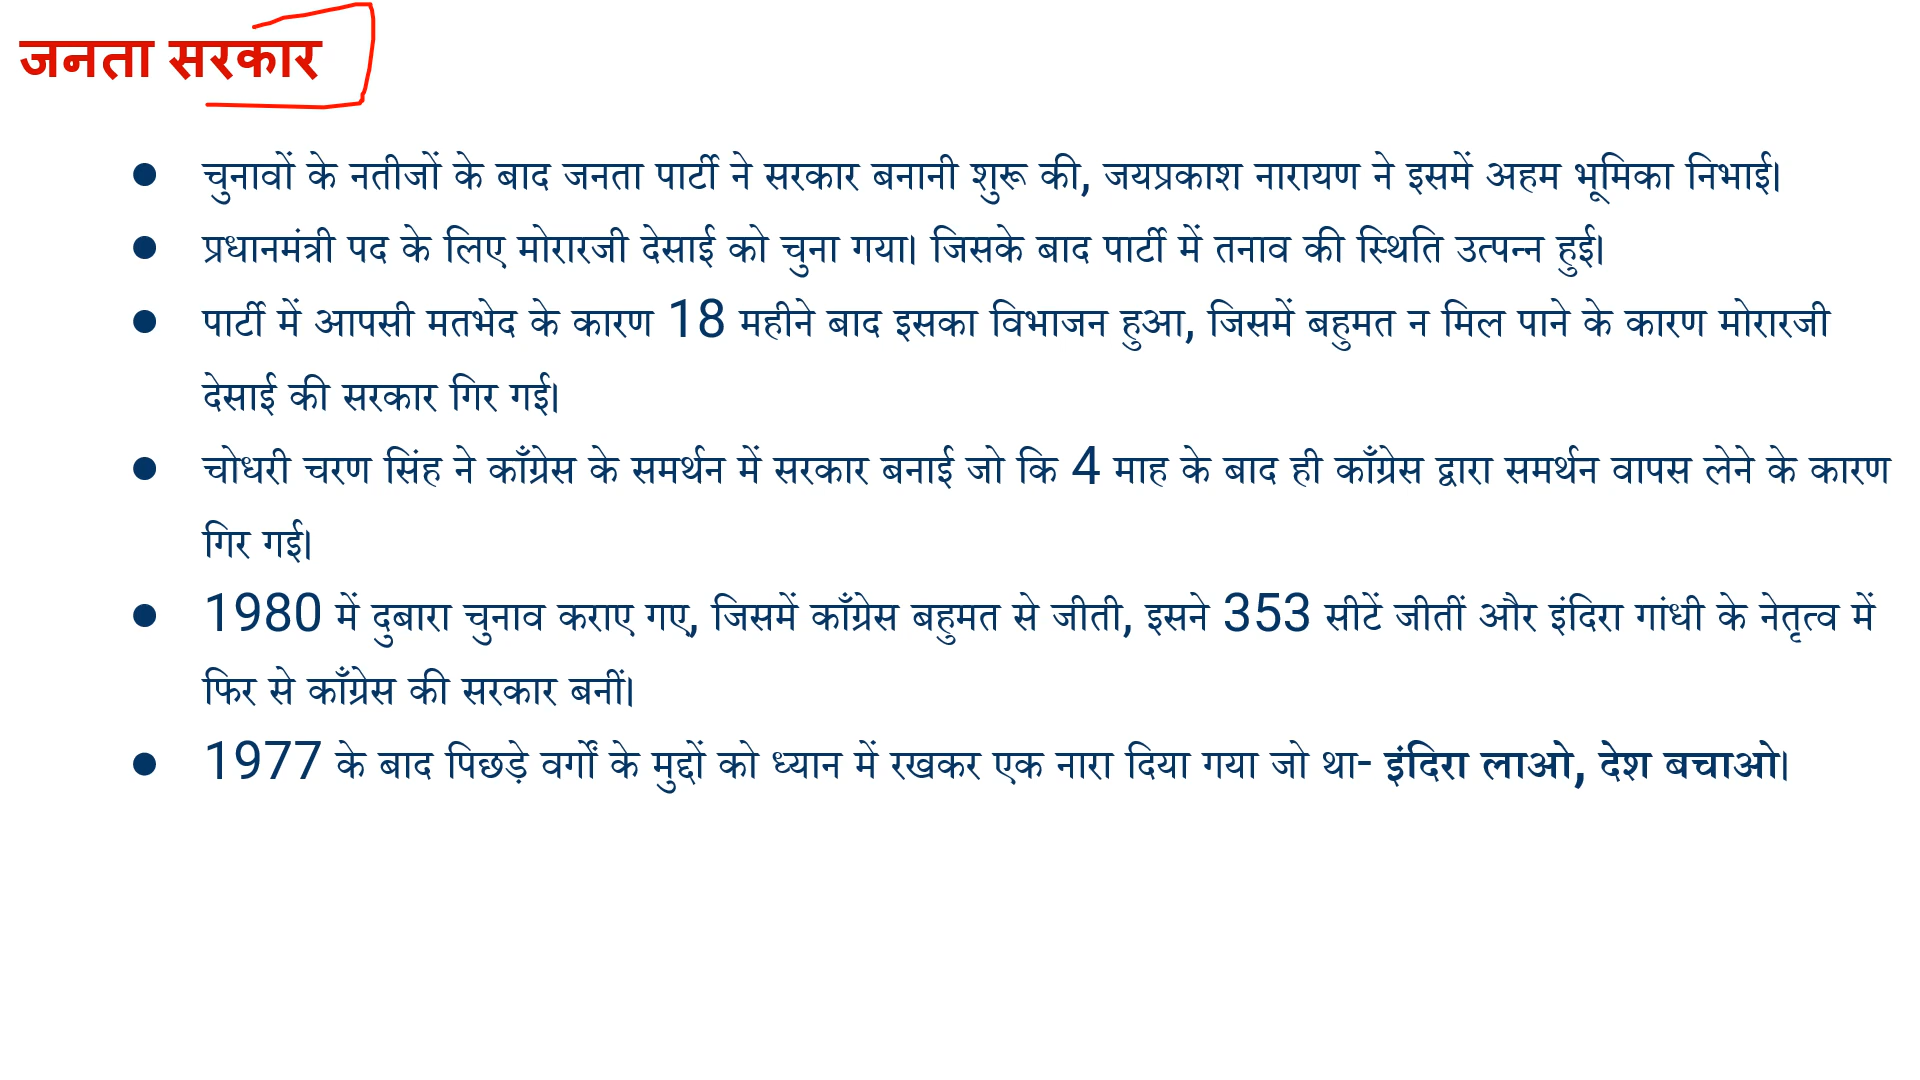 जनता सरकार
● चुनावों के नतीजों के बाद जनता पार्टी ने सरकार बनानी शुरू की, जयप्रकाश नारायण ने इसमें अहम भूमिका निभाई।
● प्रधानमंत्री पद के लिए मोरारजी देसाई को चुना गया। जिसके बाद पार्टी में तनाव की स्थिति उत्पन्न हुई।
● पार्टी में आपसी मतभेद के कारण 18 महीने बाद इसका विभाजन हुआ, जिसमें बहुमत न मिल पाने के कारण मोरारजी
देसाई की सरकार गिर गई।
● चोधरी चरण सिंह ने काँग्रेस के समर्थन में सरकार बनाई जो कि 4 माह के बाद ही काँग्रेस द्वारा समर्थन वापस लेने के कारण
गिर गई।
● 1980 में दुबारा चुनाव कराए गए, जिसमें काँग्रेस बहुमत से जीती, इसने 353 सीटें जीतीं और इंदिरा गांधी के नेतृत्व में
फिर से काँग्रेस की सरकार बनीं।
● 1977 के बाद पिछड़े वर्गों के मुद्दों को ध्यान में रखकर एक नारा दिया गया जो था- इंदिरा लाओ, देश बचाओ।